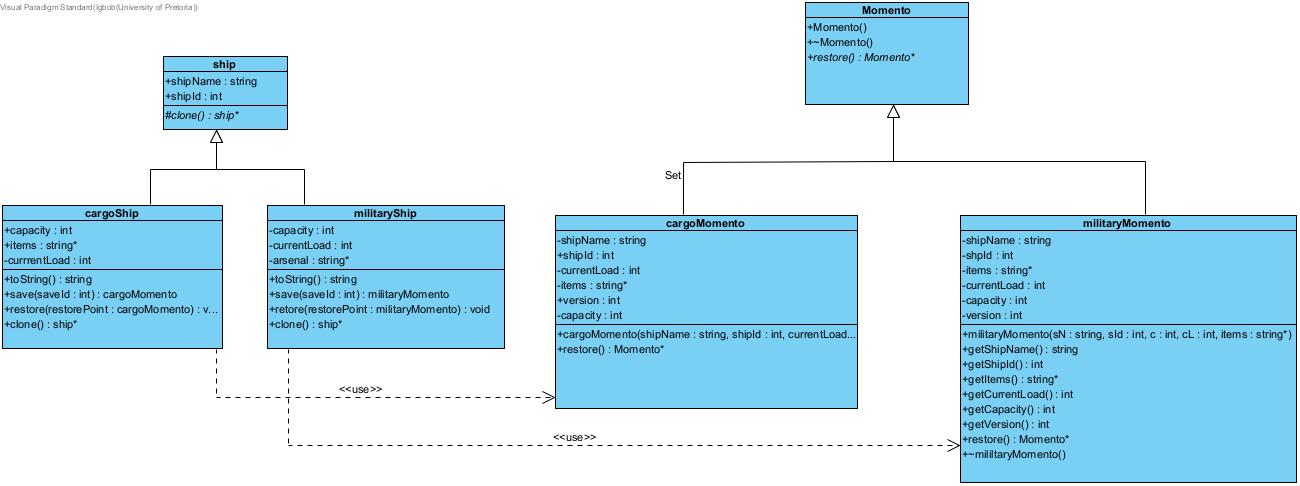 Visual Paradigm Standard(Igbob(University of Pretoria))
Momento
+Momento()
+~Momento()
+restore() : Momento*
ship
+shipName : string
+shipId : int
#clone() : ship*
Set
cargoShip
+capacity : int
+items : string*
-currrentLoad : int
+toString() : string
+save(saveId : int) : cargoMomento
+restore(restorePoint : cargoMomento) : v...
+clone() : ship*
militaryShip
-capacity : int
-currentLoad : int
-arsenal : string*
+toString() : string
+save(saveId : int) : militaryMomento
+retore(restorePoint : militaryMomento) : void
+clone() : ship*
cargoMomento
-shipName : string
+shipId : int
-currentLoad : int
-items : string*
+version : int
-capacity : int
+cargoMomento(shipName : string, shipId : int, currentLoad...
+restore() : Momento*
militaryMomento
-shipName : string
-shpId : int
-items : string*
-currentLoad : int
-capacity : int
-version : int
+militaryMomento(sN : string, sId : int, c : int, cL : int, items : string*)
+getShipName() : string
+getShipId() : int
+getItems() : string*
+getCurrentLoad() : int
+getCapacity() : int
+getVersion() : int
+restore() : Momento*
+~mililtaryMomento()
<<use>>
<<use>>